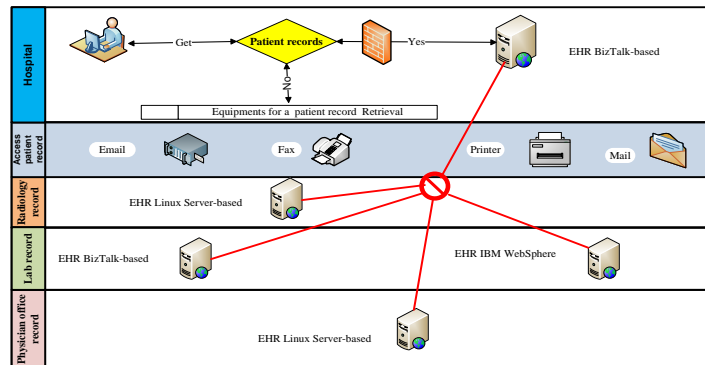 Hospital
Get
Patient records
Yes
EHR BizTalk-based
No
Equipments for a patient record Retrieval
Access
patient
record
Email
Fax
Printer
Mail
Radiology
record
EHR Linux Server-based
Lab record
EHR BizTalk-based
EHR IBM WebSphere
Physician office
record
EHR Linux Server-based